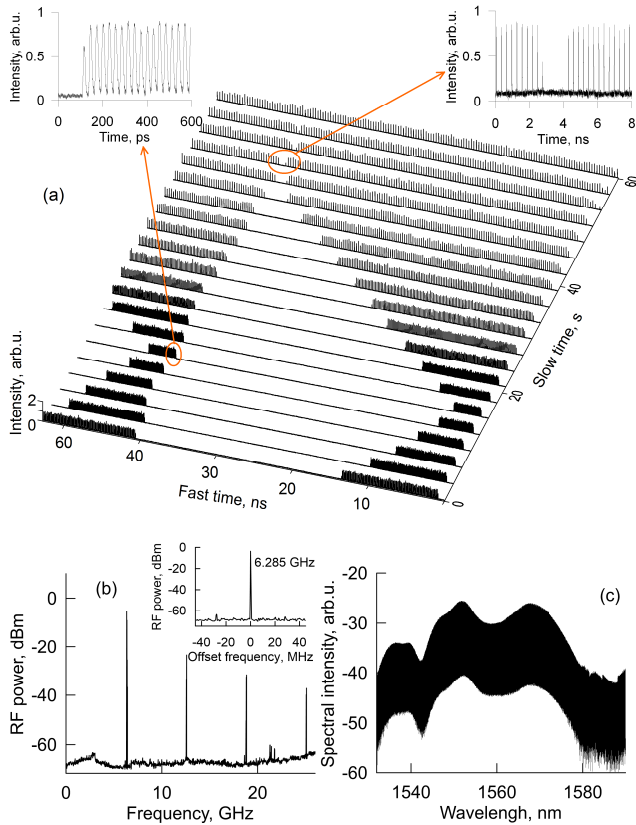 Intensity, arb.u.
1
0.5
0
0 200 400 600
Time, ps
Intensity, arb.u.
1
0.5
0
0 2 4 6 8
Time, ns
(a)
Intensity, arb.u.
2
0
60 40 30 20 10
Fast time, ns
0 20 40 60
Slow time, s
(b)
RF power, dBm
0
-20
-40
-60
0 10 20
Frequency, GHz
RF power, dBm
0
-20
-40
-60
6.285 GHz
-40 -20 0 20 40
Offset frequency, MHz
(c)
Spectral intensity, arb.u.
-20
-30
-40
-50
-60
1540 1560 1580
Wavelengh, nm